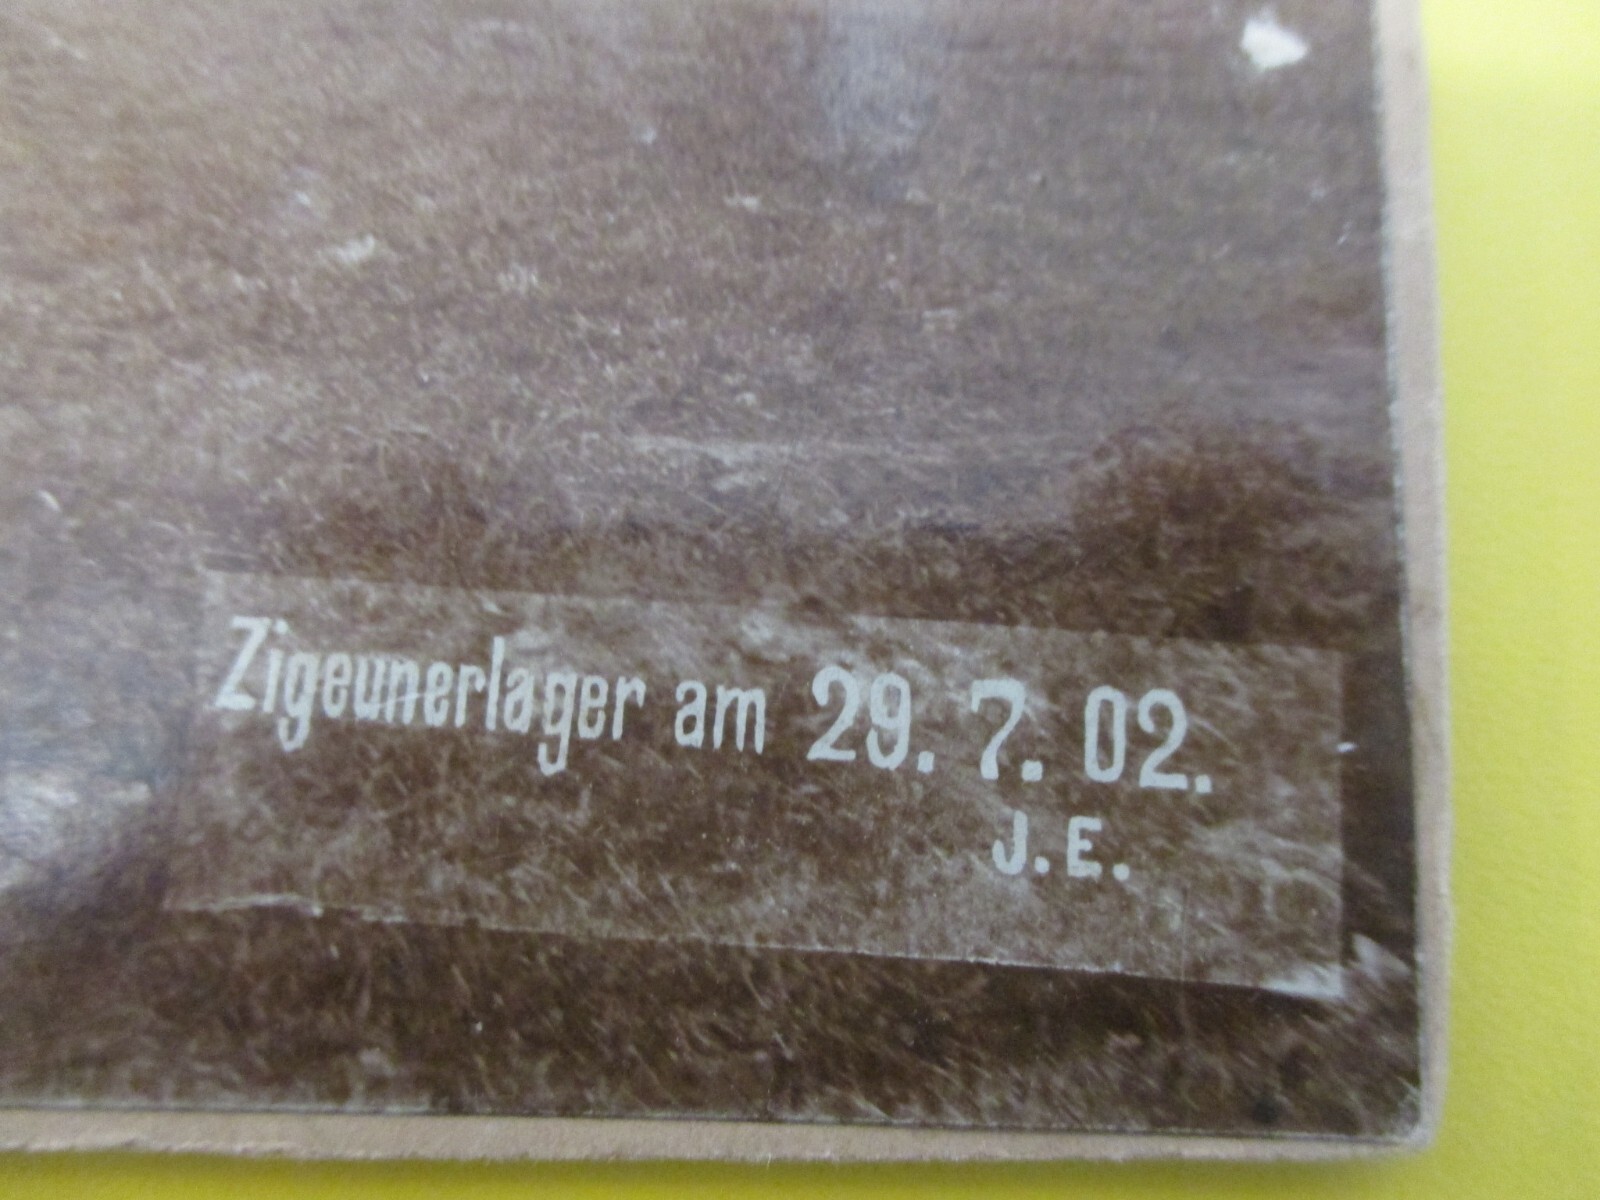 Zigeunerlager am 29. 7. 02.
J. E.